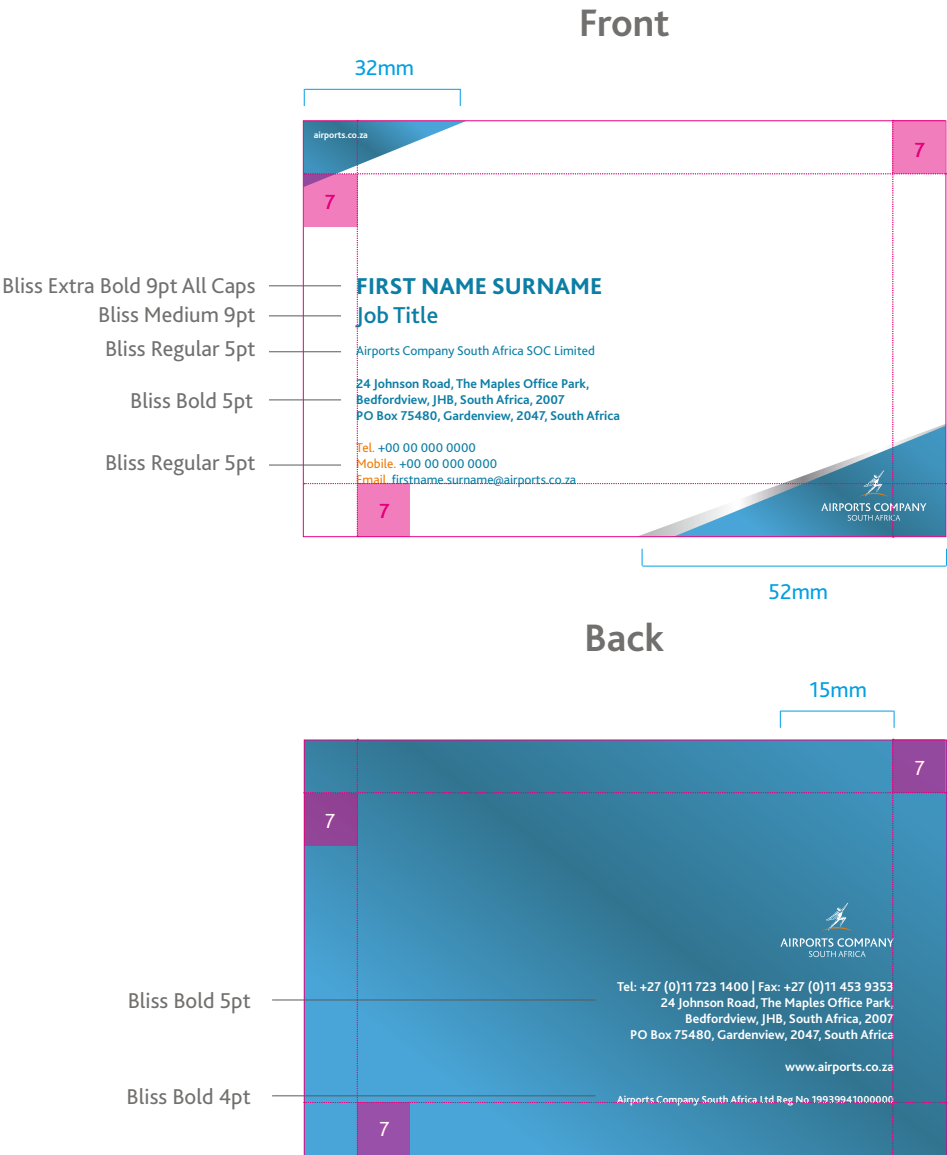 Front
32mm
airports.co.za
7
7
Bliss Extra Bold 9pt All Caps
FIRST NAME SURNAME
Bliss Medium 9pt
Job Title
Bliss Regular 5pt
Airports Company South Africa SOC Limited
Bliss Bold 5pt
24 Johnson Road, The Maples Office Park,
Bedfordview, JHB, South Africa, 2007
PO Box 75480, Gardenview, 2047, South Africa
Bliss Regular 5pt
Tel. +00 00 000 0000
Mobile. +00 00 000 0000
Email. firstname.surname@airports.co.za
7
AIRPORTS COMPANY
SOUTH AFRICA
52mm
Back
15mm
7
7
AIRPORTS COMPANY
SOUTH AFRICA
Bliss Bold 5pt
Tel: +27 (0)11 723 1400 | Fax: +27 (0)11 453 9353
24 Johnson Road, The Maples Office Park,
Bedfordview, JHB, South Africa, 2007
PO Box 75480, Gardenview, 2047, South Africa
www.airports.co.za
Bliss Bold 4pt
Airports Company South Africa Ltd Reg No 19939941000000
7